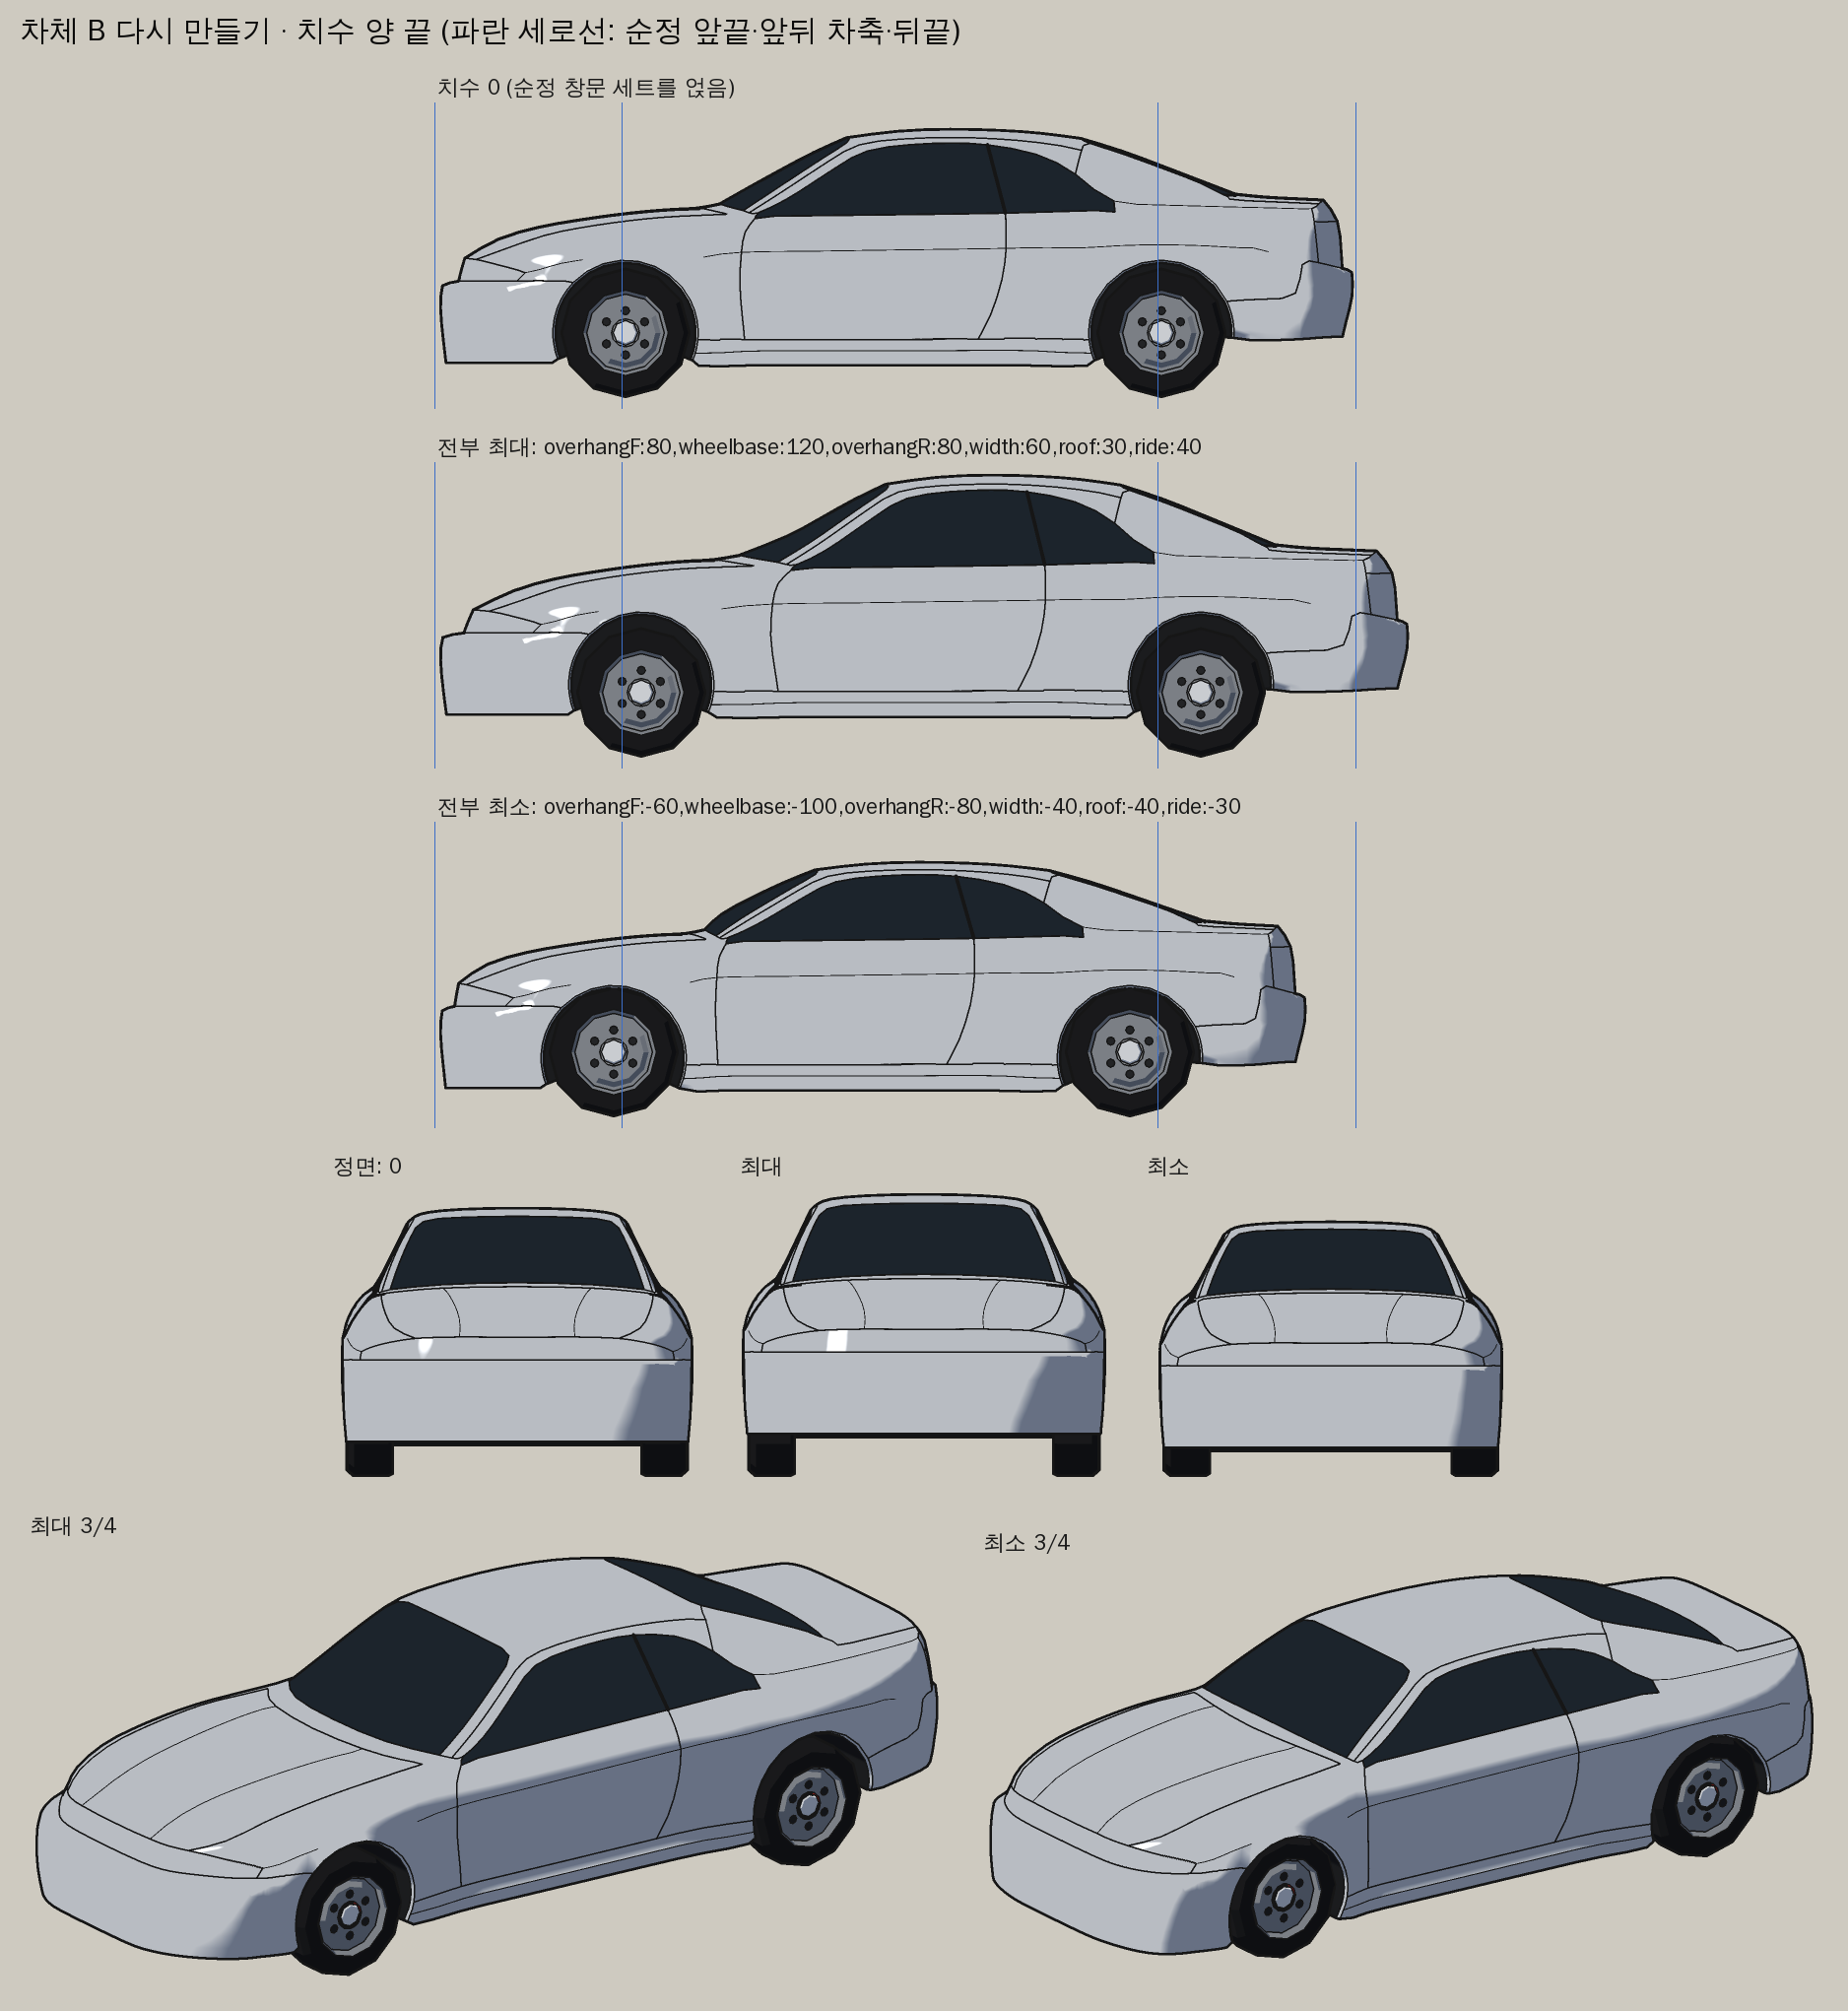 차체 B 다시 만들기 · 치수 양 끝 (파란 세로선: 순정 앞끝·앞뒤 차축·뒤끝)
치수 0 (순정 창문 세트를 얹음)
전부 최대: overhangF:80,wheelbase:120,overhangR:80,width:60,roof:30,ride:40
전부 최소: overhangF:-60,wheelbase:-100,overhangR:-80,width:-40,roof:-40,ride:-30
정면: 0
최대
최소
최대 3/4
최소 3/4